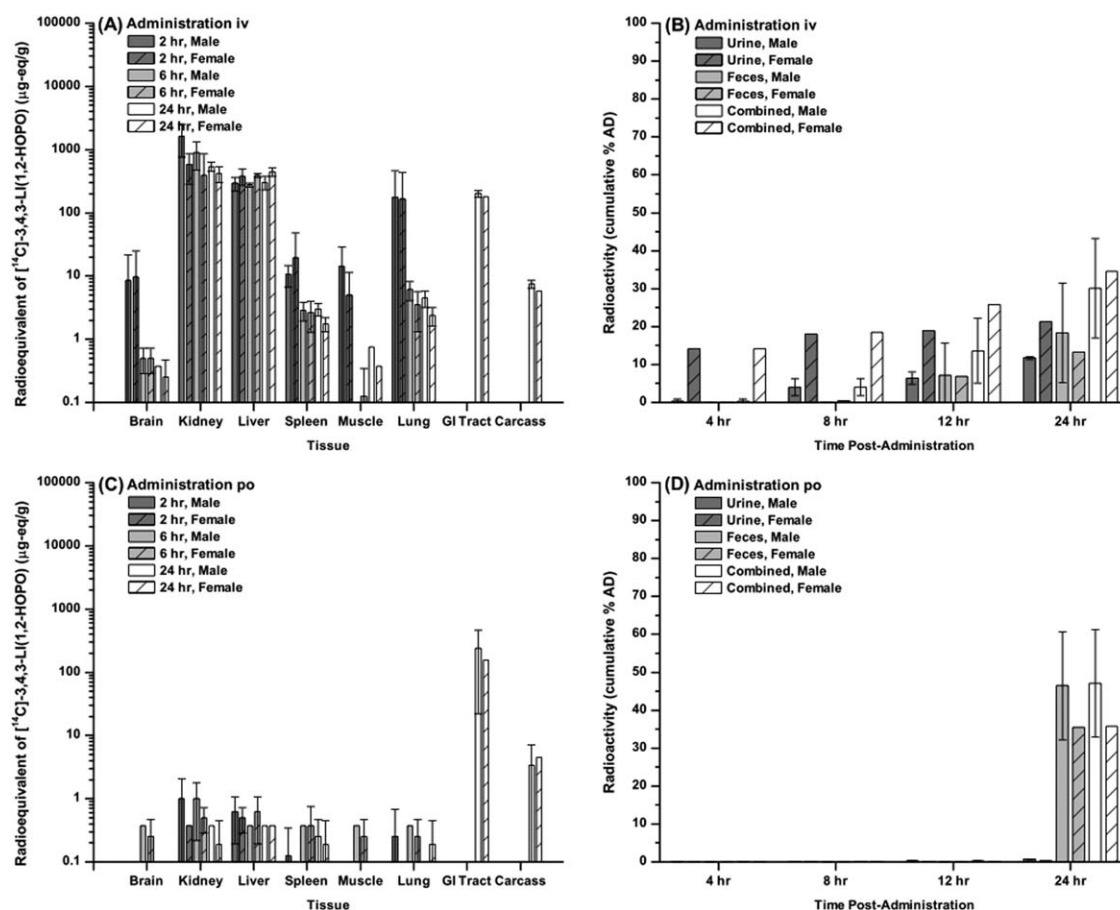 (A) Administration iv
2 hr, Male
2 hr, Female
6 hr, Male
6 hr, Female
24 hr, Male
24 hr, Female
Radioequivalent of [¹⁴C]-3,4,3-LI(1,2-HOPO) (µg-eq/g)
100000
10000
1000
100
10
1
0.1
Brain Kidney Liver Spleen Muscle Lung GI Tract Carcass
Tissue
(B) Administration iv
Urine, Male
Urine, Female
Feces, Male
Feces, Female
Combined, Male
Combined, Female
Radioactivity (cumulative % AD)
100
90
80
70
60
50
40
30
20
10
0
4 hr 8 hr 12 hr 24 hr
Time Post-Administration
(C) Administration po
2 hr, Male
2 hr, Female
6 hr, Male
6 hr, Female
24 hr, Male
24 hr, Female
Radioequivalent of [¹⁴C]-3,4,3-LI(1,2-HOPO) (µg-eq/g)
100000
10000
1000
100
10
1
0.1
Brain Kidney Liver Spleen Muscle Lung GI Tract Carcass
Tissue
(D) Administration po
Urine, Male
Urine, Female
Feces, Male
Feces, Female
Combined, Male
Combined, Female
Radioactivity (cumulative % AD)
100
90
80
70
60
50
40
30
20
10
0
4 hr 8 hr 12 hr 24 hr
Time Post-Administration